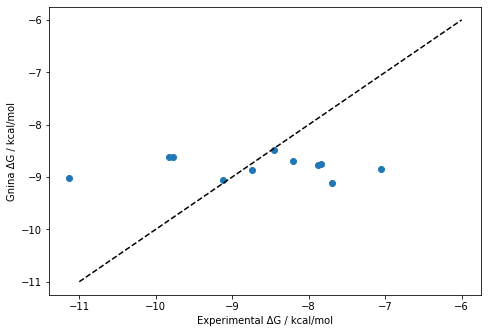 −6
−7
−8
−9
−10
−11
Gnina ΔG / kcal/mol
−11 −10 −9 −8 −7 −6
Experimental ΔG / kcal/mol